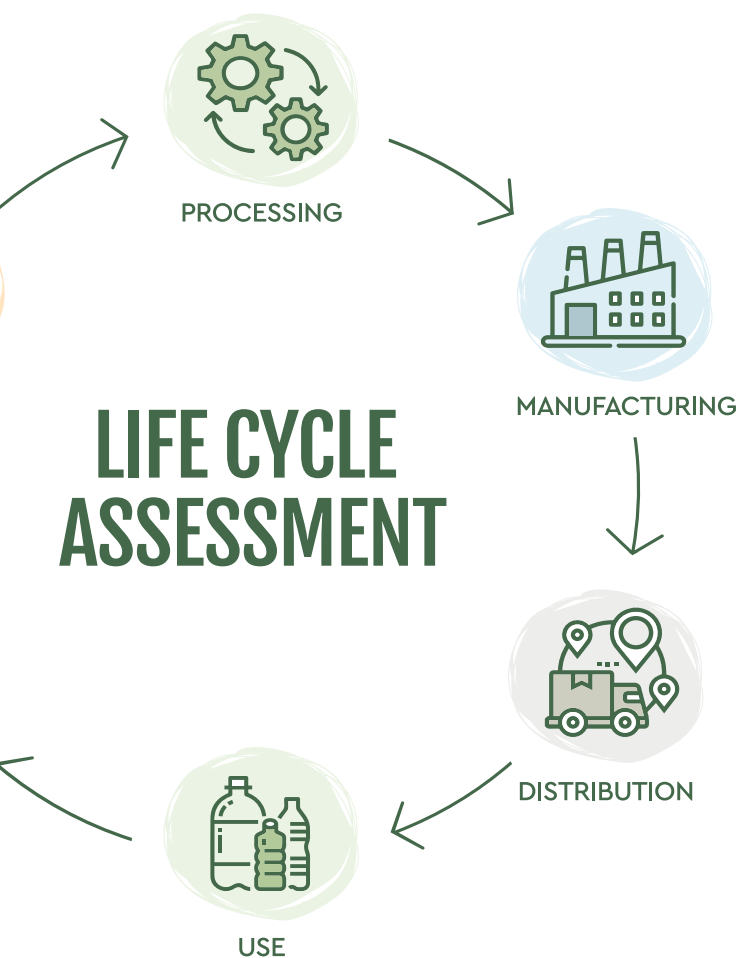 PROCESSING
MANUFACTURING
LIFE CYCLE
ASSESSMENT
DISTRIBUTION
USE